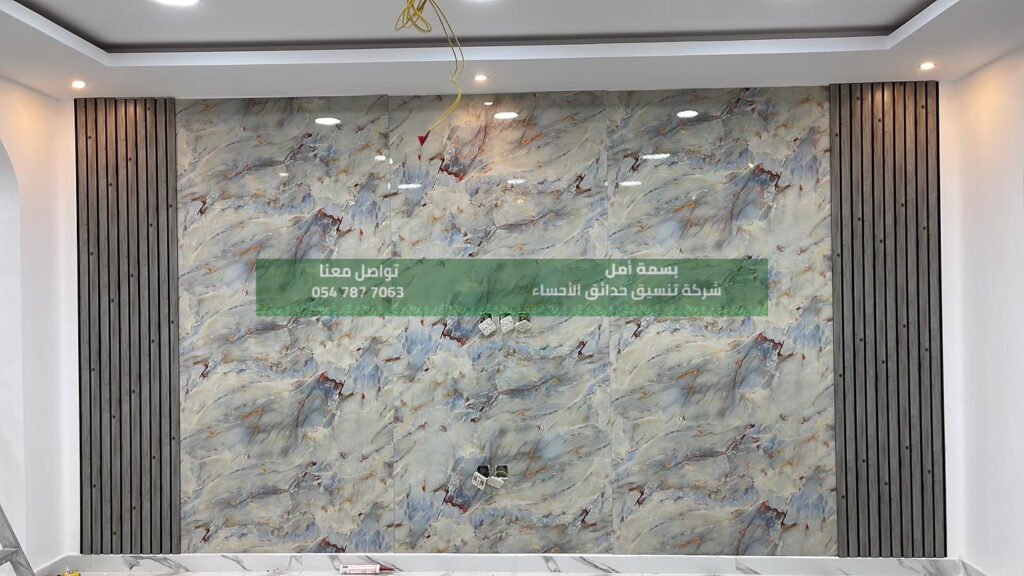 بسمة أمل
شركة تنسيق حدائق الأحساء
تواصل معنا
054 787 7063